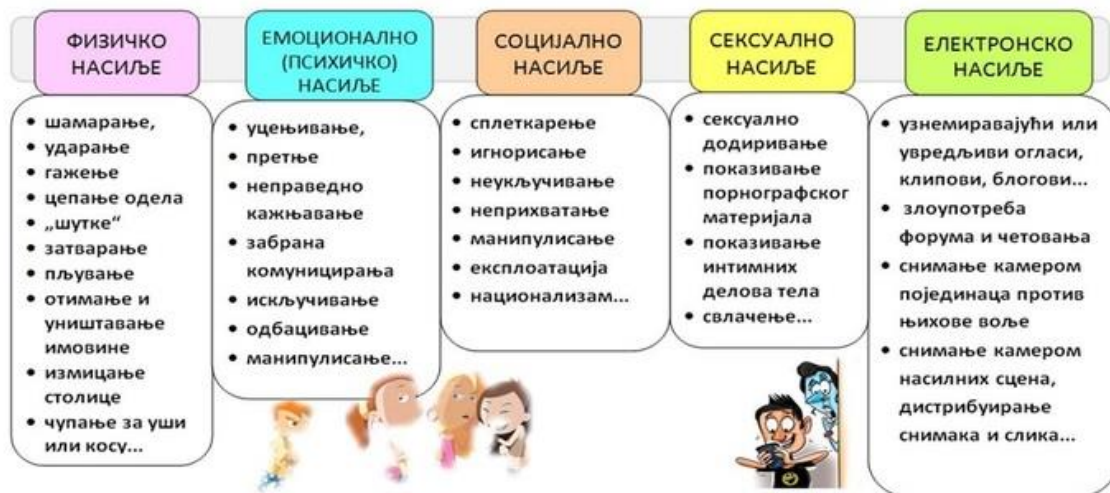 ФИЗИЧКО
НАСИЉЕ
• шамарање,
• ударање
• гажење
• цепање одела
• „шутке“
• затварање
• пљување
• отимање и
уништавање
имовине
• измицање
столице
• чупање за уши
или косу...
ЕМОЦИОНАЛНО
(ПСИХИЧКО)
НАСИЉЕ
• уцењивање,
• претње
• неправедно
кажњавање
• забрана
комуницирања
• искључивање
• одбацивање
• манипулисање...
СОЦИЈАЛНО
НАСИЉЕ
• сплеткарење
• игнорисање
• неукључивање
• неприхватање
• манипулисање
• експлоатација
• национализам...
СЕКСУАЛНО
НАСИЉЕ
• сексуално
додиривање
• показивање
порнографског
материјала
• показивање
интимних
делова тела
• свлачење...
ЕЛЕКТРОНСКО
НАСИЉЕ
• узнемиравајући или
увредљиви огласи,
клипови, блогови...
• злоупотреба
форума и четовања
• снимање камером
појединаца против
њихове воље
• снимање камером
насилних сцена,
дистрибуирање
снимака и слика...